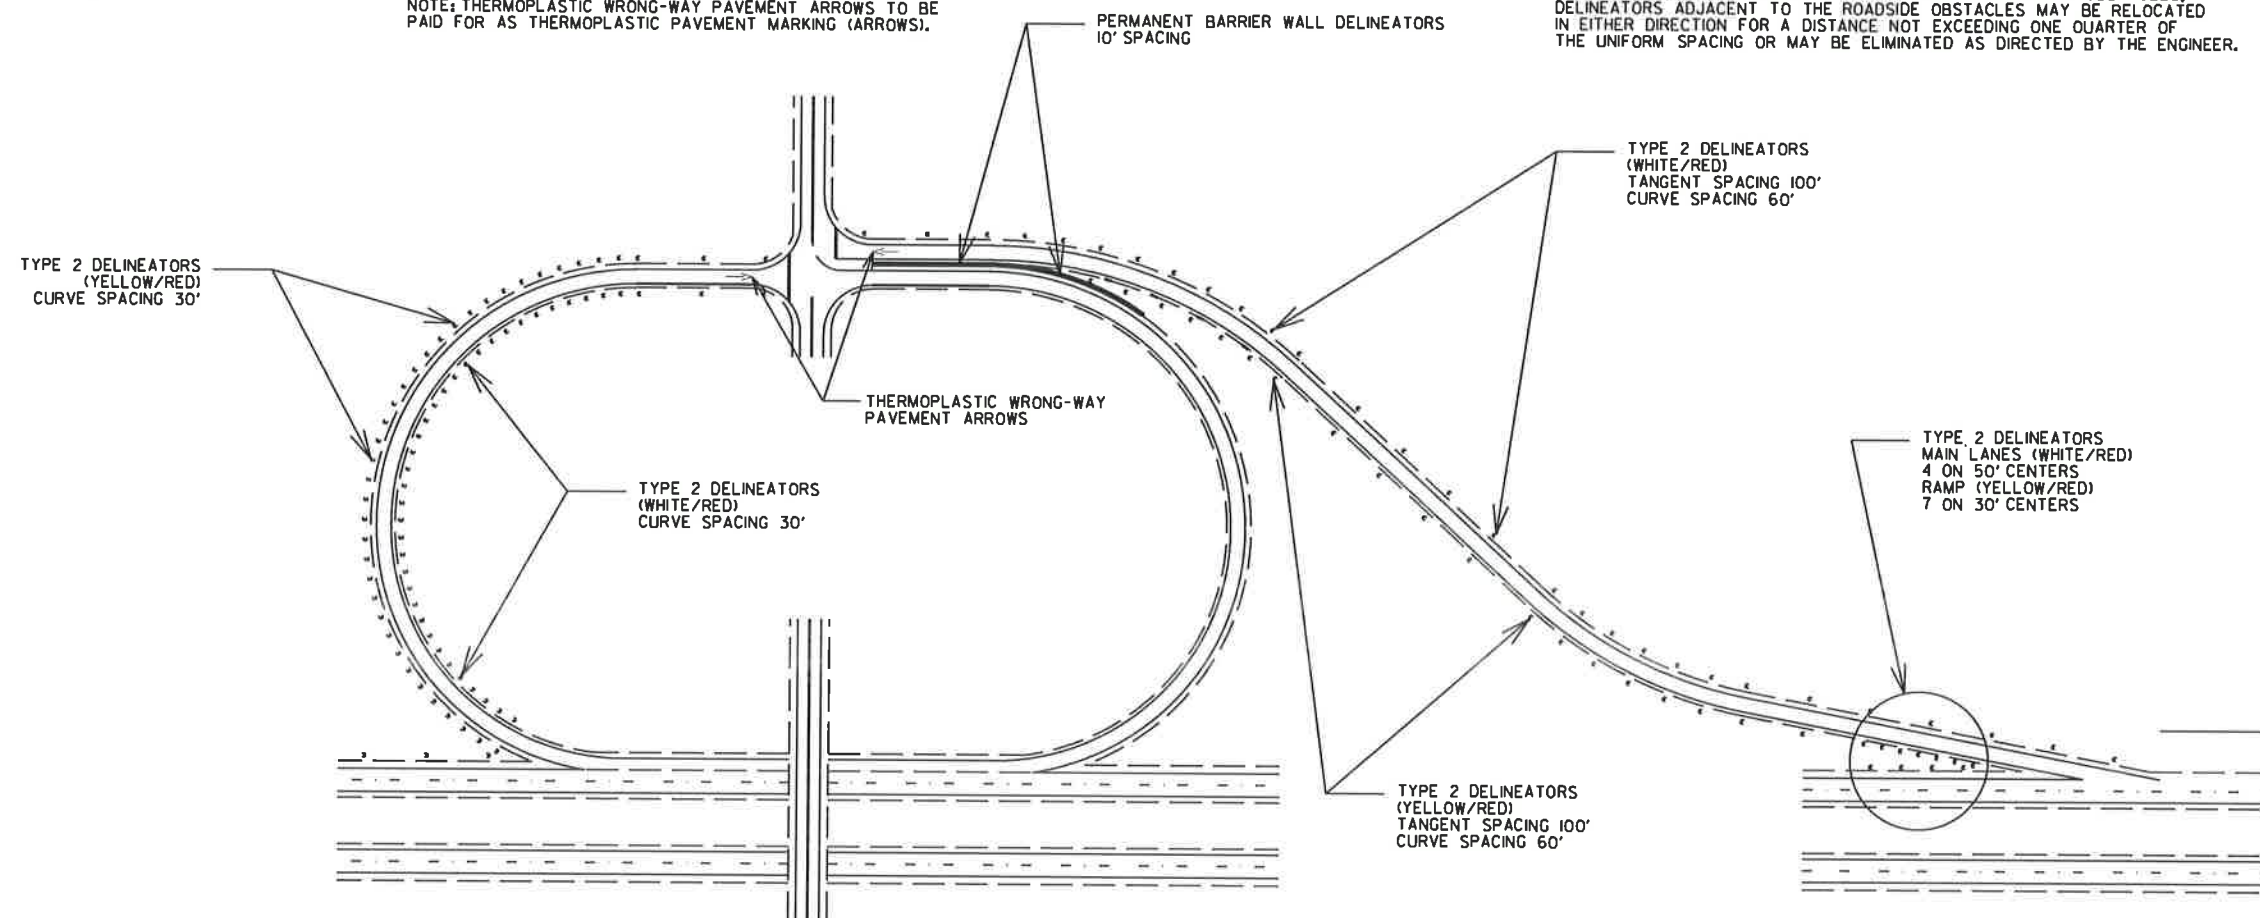 NOTE: THERMOPLASTIC WRONG-WAY PAVEMENT ARROWS TO BE
PAID FOR AS THERMOPLASTIC PAVEMENT MARKING (ARROWS).
PERMANENT BARRIER WALL DELINEATORS
10' SPACING
DELINEATORS ADJACENT TO THE ROADSIDE OBSTACLES MAY BE RELOCATED
IN EITHER DIRECTION FOR A DISTANCE NOT EXCEEDING ONE QUARTER OF
THE UNIFORM SPACING OR MAY BE ELIMINATED AS DIRECTED BY THE ENGINEER.
TYPE 2 DELINEATORS
(WHITE/RED)
TANGENT SPACING 100'
CURVE SPACING 60'
TYPE 2 DELINEATORS
(YELLOW/RED)
CURVE SPACING 30'
THERMOPLASTIC WRONG-WAY
PAVEMENT ARROWS
TYPE 2 DELINEATORS
(WHITE/RED)
CURVE SPACING 30'
TYPE 2 DELINEATORS
MAIN LANES (WHITE/RED)
4 ON 50' CENTERS
RAMP (YELLOW/RED)
7 ON 30' CENTERS
TYPE 2 DELINEATORS
(YELLOW/RED)
TANGENT SPACING 100'
CURVE SPACING 60'